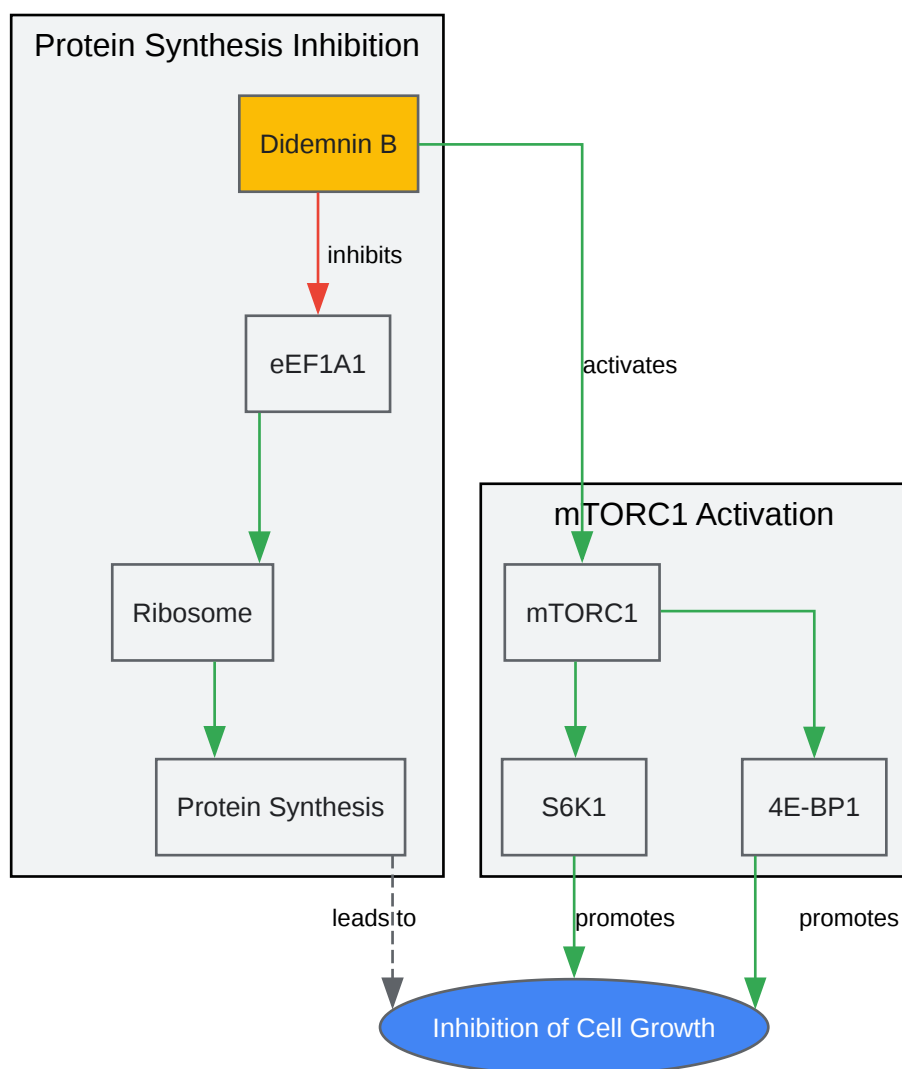 Protein Synthesis Inhibition
Didemnin B
inhibits
eEF1A1
activates
mTORC1 Activation
Ribosome
mTORC1
Protein Synthesis
S6K1
4E-BP1
leads to
promotes
promotes
Inhibition of Cell Growth